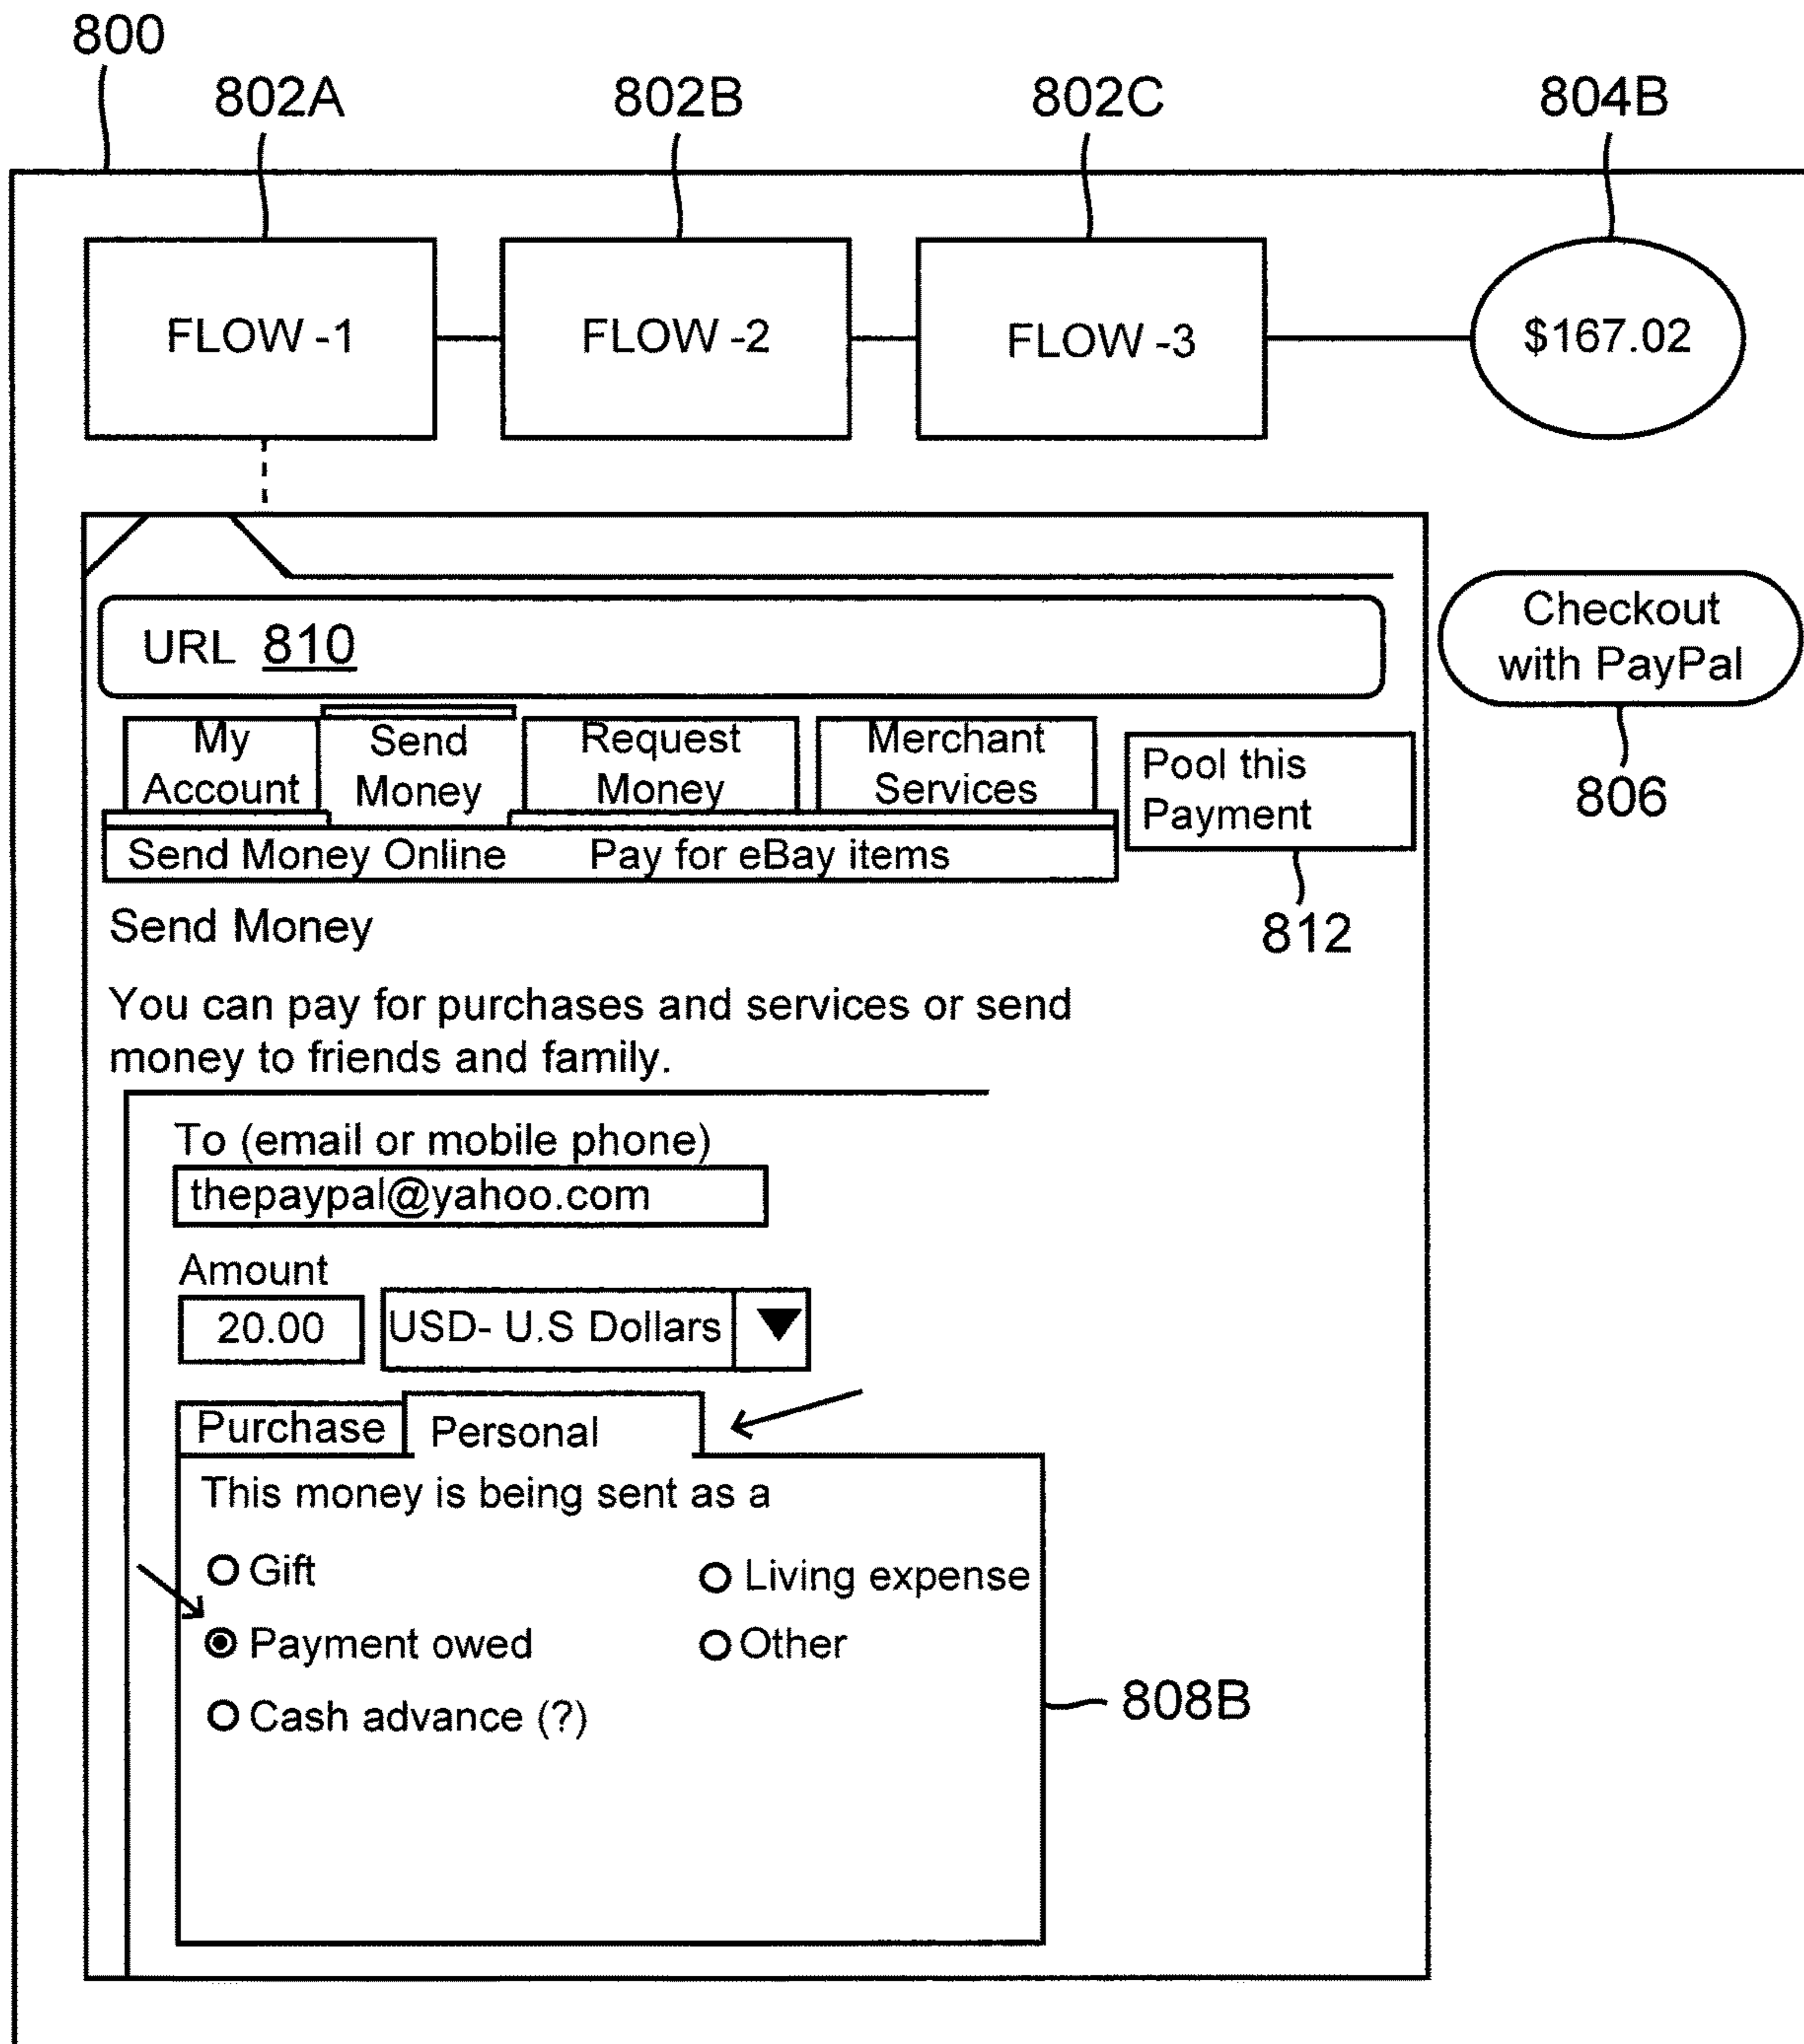 800
802A 802B 802C 804B
FLOW -1 FLOW -2 FLOW -3 $167.02
URL 810
Checkout
with PayPal
806
My
Account
Send
Money
Request
Money
Merchant
Services
Pool this
Payment
812
Send Money Online Pay for eBay items
Send Money
You can pay for purchases and services or send
money to friends and family.
To (email or mobile phone)
thepaypal@yahoo.com
Amount
20.00 USD- U.S Dollars
Purchase Personal
This money is being sent as a
Gift Living expense
Payment owed Other
Cash advance (?)
808B